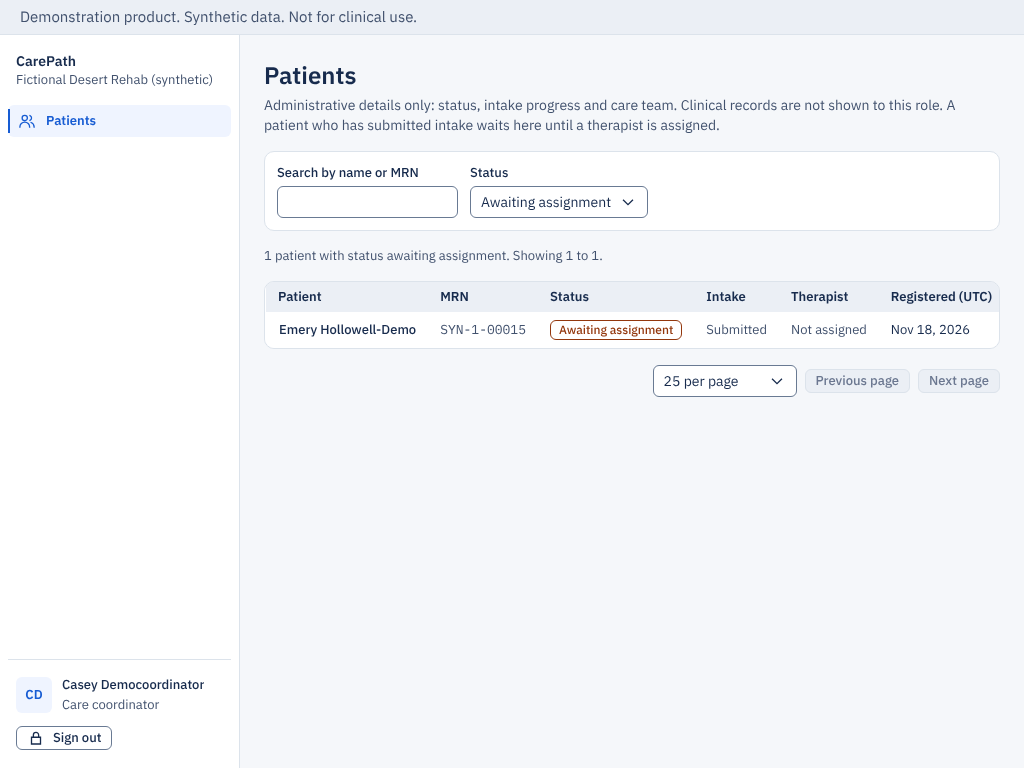 Demonstration product. Synthetic data. Not for clinical use.
CarePath
Fictional Desert Rehab (synthetic)
Patients
Patients
Administrative details only: status, intake progress and care team. Clinical records are not shown to this role. A
patient who has submitted intake waits here until a therapist is assigned.
Search by name or MRN Status
Awaiting assignment
1 patient with status awaiting assignment. Showing 1 to 1.
Patient MRN Status Intake Therapist Registered (UTC)
Emery Hollowell-Demo SYN-1-00015 Awaiting assignment Submitted Not assigned Nov 18, 2026
25 per page Previous page Next page
CD Casey Democoordinator
Care coordinator
Sign out